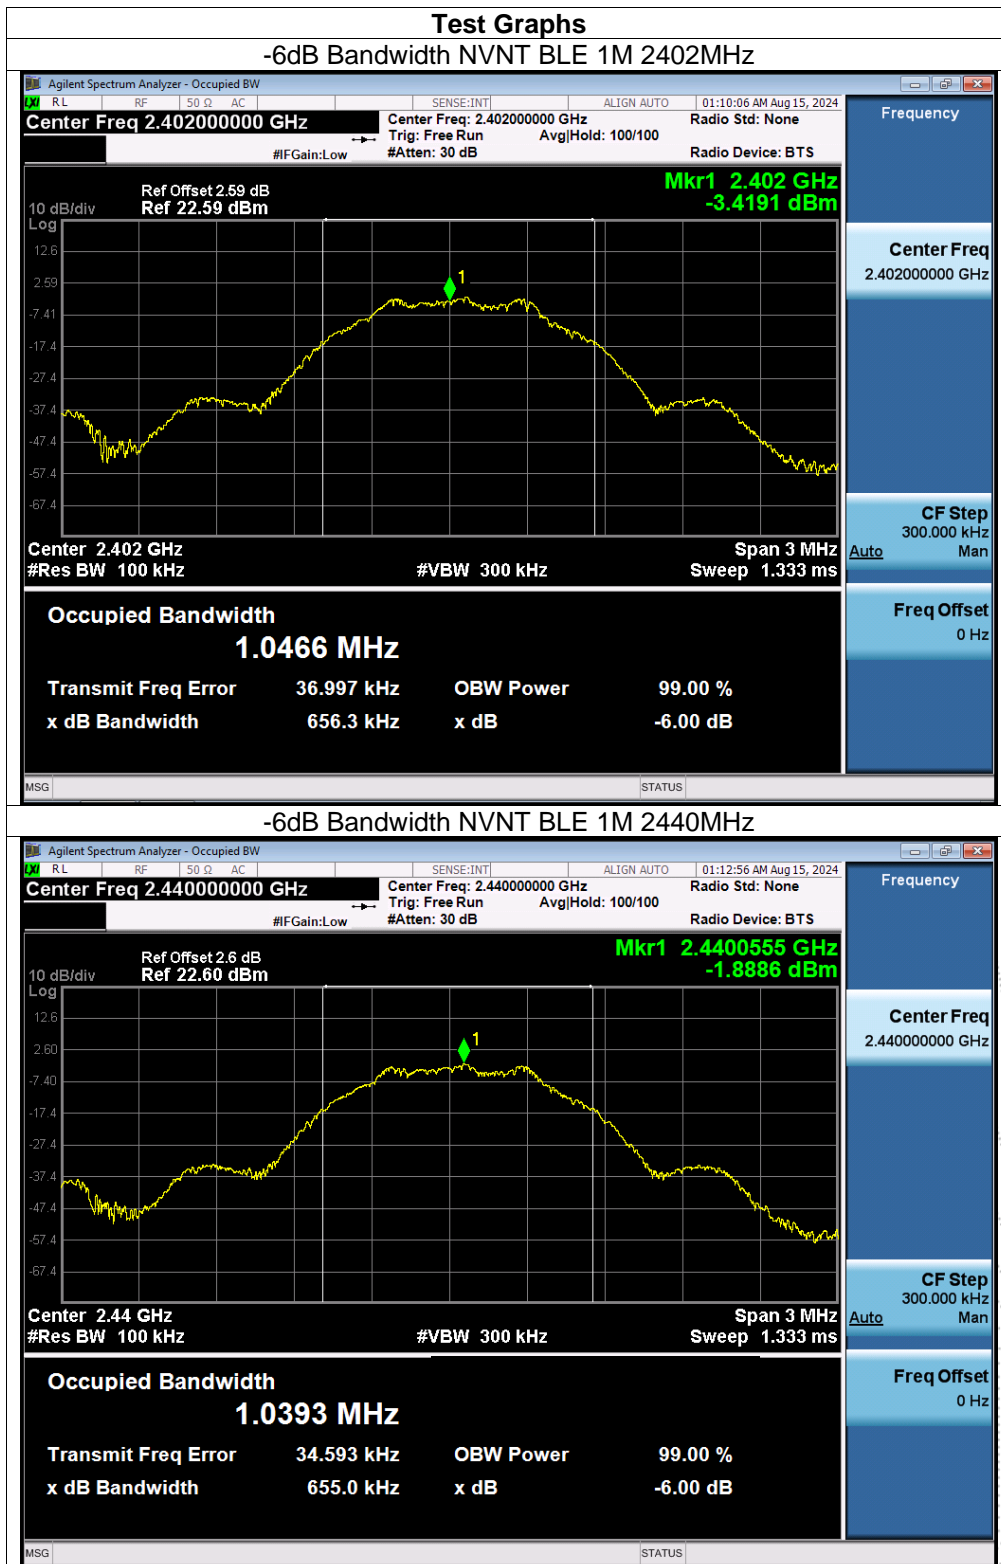 Test Graphs
-6dB Bandwidth NVNT BLE 1M 2402MHz
Agilent Spectrum Analyzer - Occupied BW
LXI RL RF 50 Ω AC SENSE:INT ALIGN AUTO 01:10:06 AM Aug 15, 2024
Center Freq 2.402000000 GHz Center Freq: 2.402000000 GHz Radio Std: None
Trig: Free Run Avg|Hold: 100/100
#IFGain:Low #Atten: 30 dB Radio Device: BTS
Frequency
Mkr1 2.402 GHz
-3.4191 dBm
Ref Offset 2.59 dB
10 dB/div Ref 22.59 dBm
Log
12.6
2.59
-7.41
-17.4
-27.4
-37.4
-47.4
-57.4
-67.4
1
Center Freq
2.402000000 GHz
CF Step
300.000 kHz
Auto Man
Freq Offset
0 Hz
Center 2.402 GHz Span 3 MHz
#Res BW 100 kHz #VBW 300 kHz Sweep 1.333 ms
Occupied Bandwidth
1.0466 MHz
Transmit Freq Error 36.997 kHz OBW Power 99.00 %
x dB Bandwidth 656.3 kHz x dB -6.00 dB
MSG STATUS
-6dB Bandwidth NVNT BLE 1M 2440MHz
Agilent Spectrum Analyzer - Occupied BW
LXI RL RF 50 Ω AC SENSE:INT ALIGN AUTO 01:12:56 AM Aug 15, 2024
Center Freq 2.440000000 GHz Center Freq: 2.440000000 GHz Radio Std: None
Trig: Free Run Avg|Hold: 100/100
#IFGain:Low #Atten: 30 dB Radio Device: BTS
Frequency
Mkr1 2.4400555 GHz
-1.8886 dBm
Ref Offset 2.6 dB
10 dB/div Ref 22.60 dBm
Log
12.6
2.60
-7.40
-17.4
-27.4
-37.4
-47.4
-57.4
-67.4
1
Center Freq
2.440000000 GHz
CF Step
300.000 kHz
Auto Man
Freq Offset
0 Hz
Center 2.44 GHz Span 3 MHz
#Res BW 100 kHz #VBW 300 kHz Sweep 1.333 ms
Occupied Bandwidth
1.0393 MHz
Transmit Freq Error 34.593 kHz OBW Power 99.00 %
x dB Bandwidth 655.0 kHz x dB -6.00 dB
MSG STATUS